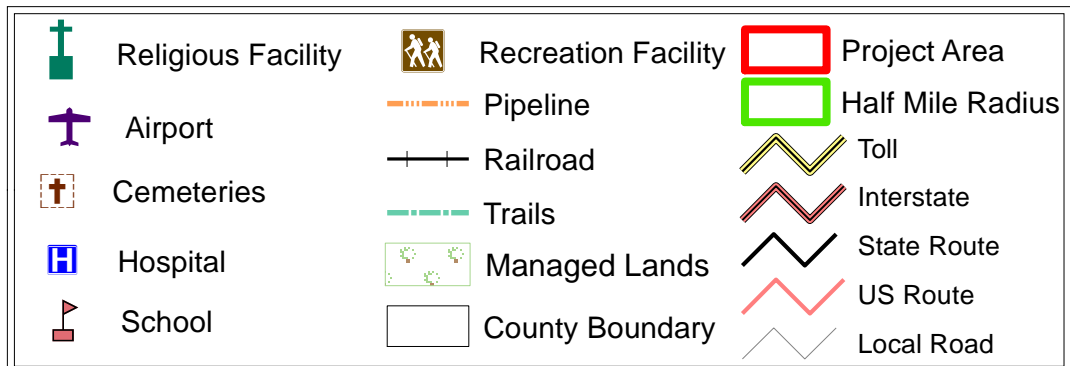 Religious Facility
Airport
Cemeteries
H Hospital
School
Recreation Facility
Pipeline
Railroad
Trails
Managed Lands
County Boundary
Project Area
Half Mile Radius
Toll
Interstate
State Route
US Route
Local Road